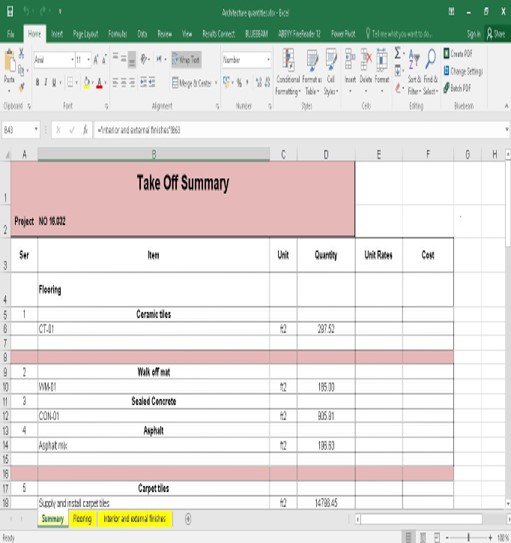 Architecture quantities.xlsx - Excel
File Home Insert Page Layout Formulas Data Review View Results Connect BLUEBEAM ABBYY FineReader 12 Power Pivot Tell me what you want to do... Sign in Share
Paste Arial 11 Wrap Text Number Conditional Format as Cell Insert Delete Format Sort & Find & Create PDF
Merge & Center Formatting Table Styles Filter Select Change Settings
Batch PDF
Clipboard Font Alignment Number Styles Cells Editing Bluebeam
B43 fx ='Interior and external finishes'!B63
A B C D E F G H
1 Take Off Summary
2 Project NO 16.032
3 Ser Item Unit Quantity Unit Rates Cost
4 Flooring
5 1 Ceramic tiles
6 CT-01 ft2 297.52
7
8
9 2 Walk off mat
10 WM-01 ft2 185.00
11 3 Sealed Concrete
12 CON-01 ft2 905.81
13 4 Asphalt
14 Asphalt mix ft2 196.63
15
16
17 5 Carpet tiles
18 Supply and install carpet tiles ft2 14798.45
Summary Flooring Interior and external finishes
Ready 100%